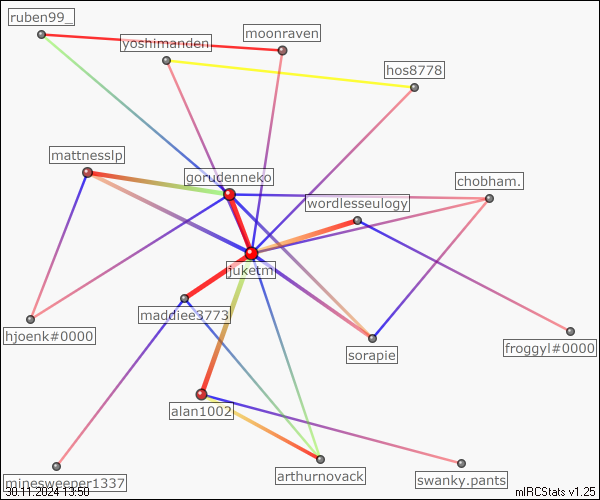 ruben99_
moonraven
yoshimanden
hos8778
mattnesslp
gorudenneko
chobham.
wordlesseulogy
juketm
maddiee3773
hjoenk#0000
sorapie
froggyl#0000
alan1002
arthurnovack
swanky.pants
minesweeper1337
30.11.2024 13:50
mIRCStats v1.25